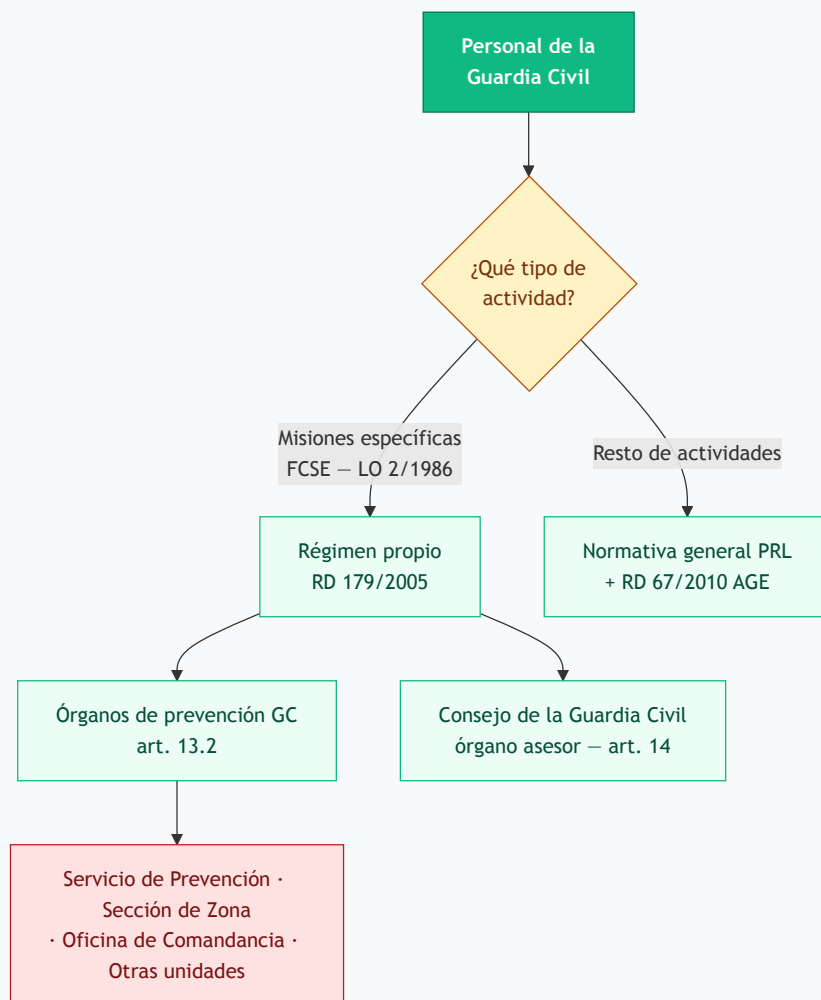 Personal de la
Guardia Civil
¿Qué tipo de
actividad?
Misiones específicas
FCSE — LO 2/1986
Resto de actividades
Régimen propio
RD 179/2005
Normativa general PRL
+ RD 67/2010 AGE
Órganos de prevención GC
art. 13.2
Consejo de la Guardia Civil
órgano asesor — art. 14
Servicio de Prevención ·
Sección de Zona
· Oficina de Comandancia ·
Otras unidades